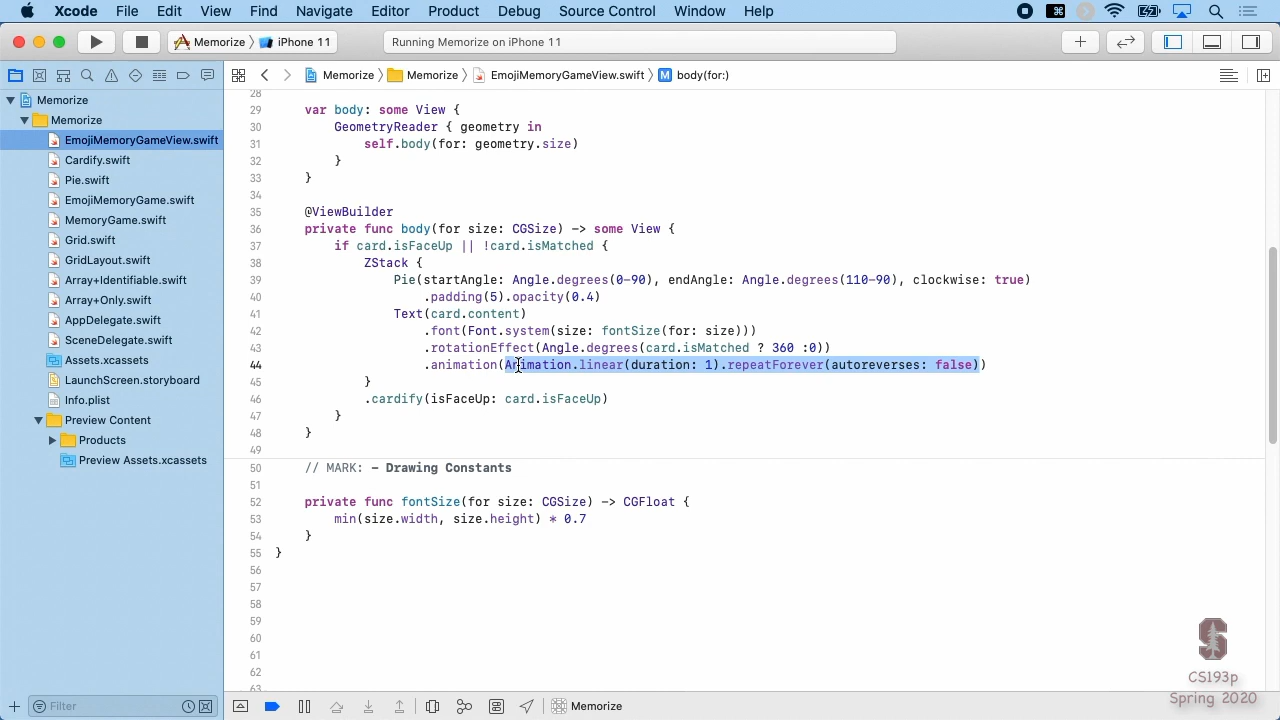 Xcode File Edit View Find Navigate Editor Product Debug Source Control Window Help
Memorize iPhone 11 Running Memorize on iPhone 11
Memorize Memorize EmojiMemoryGameView.swift M body(for:)
Memorize
Memorize
EmojiMemoryGameView.swift
Cardify.swift
Pie.swift
EmojiMemoryGame.swift
MemoryGame.swift
Grid.swift
GridLayout.swift
Array+Identifiable.swift
Array+Only.swift
AppDelegate.swift
SceneDelegate.swift
Assets.xcassets
LaunchScreen.storyboard
Info.plist
Preview Content
Products
Preview Assets.xcassets
Filter
28
29 var body: some View {
30 GeometryReader { geometry in
31 self.body(for: geometry.size)
32 }
33 }
34
35 @ViewBuilder
36 private func body(for size: CGSize) -> some View {
37 if card.isFaceUp || !card.isMatched {
38 ZStack {
39 Pie(startAngle: Angle.degrees(0-90), endAngle: Angle.degrees(110-90), clockwise: true)
40 .padding(5).opacity(0.4)
41 Text(card.content)
42 .font(Font.system(size: fontSize(for: size)))
43 .rotationEffect(Angle.degrees(card.isMatched ? 360 :0))
44 .animation(Animation.linear(duration: 1).repeatForever(autoreverses: false))
45 }
46 .cardify(isFaceUp: card.isFaceUp)
47 }
48 }
49
50 // MARK: - Drawing Constants
51
52 private func fontSize(for size: CGSize) -> CGFloat {
53 min(size.width, size.height) * 0.7
54 }
55 }
56
57
58
59
60
61
62
63
Memorize
CS193p
Spring 2020